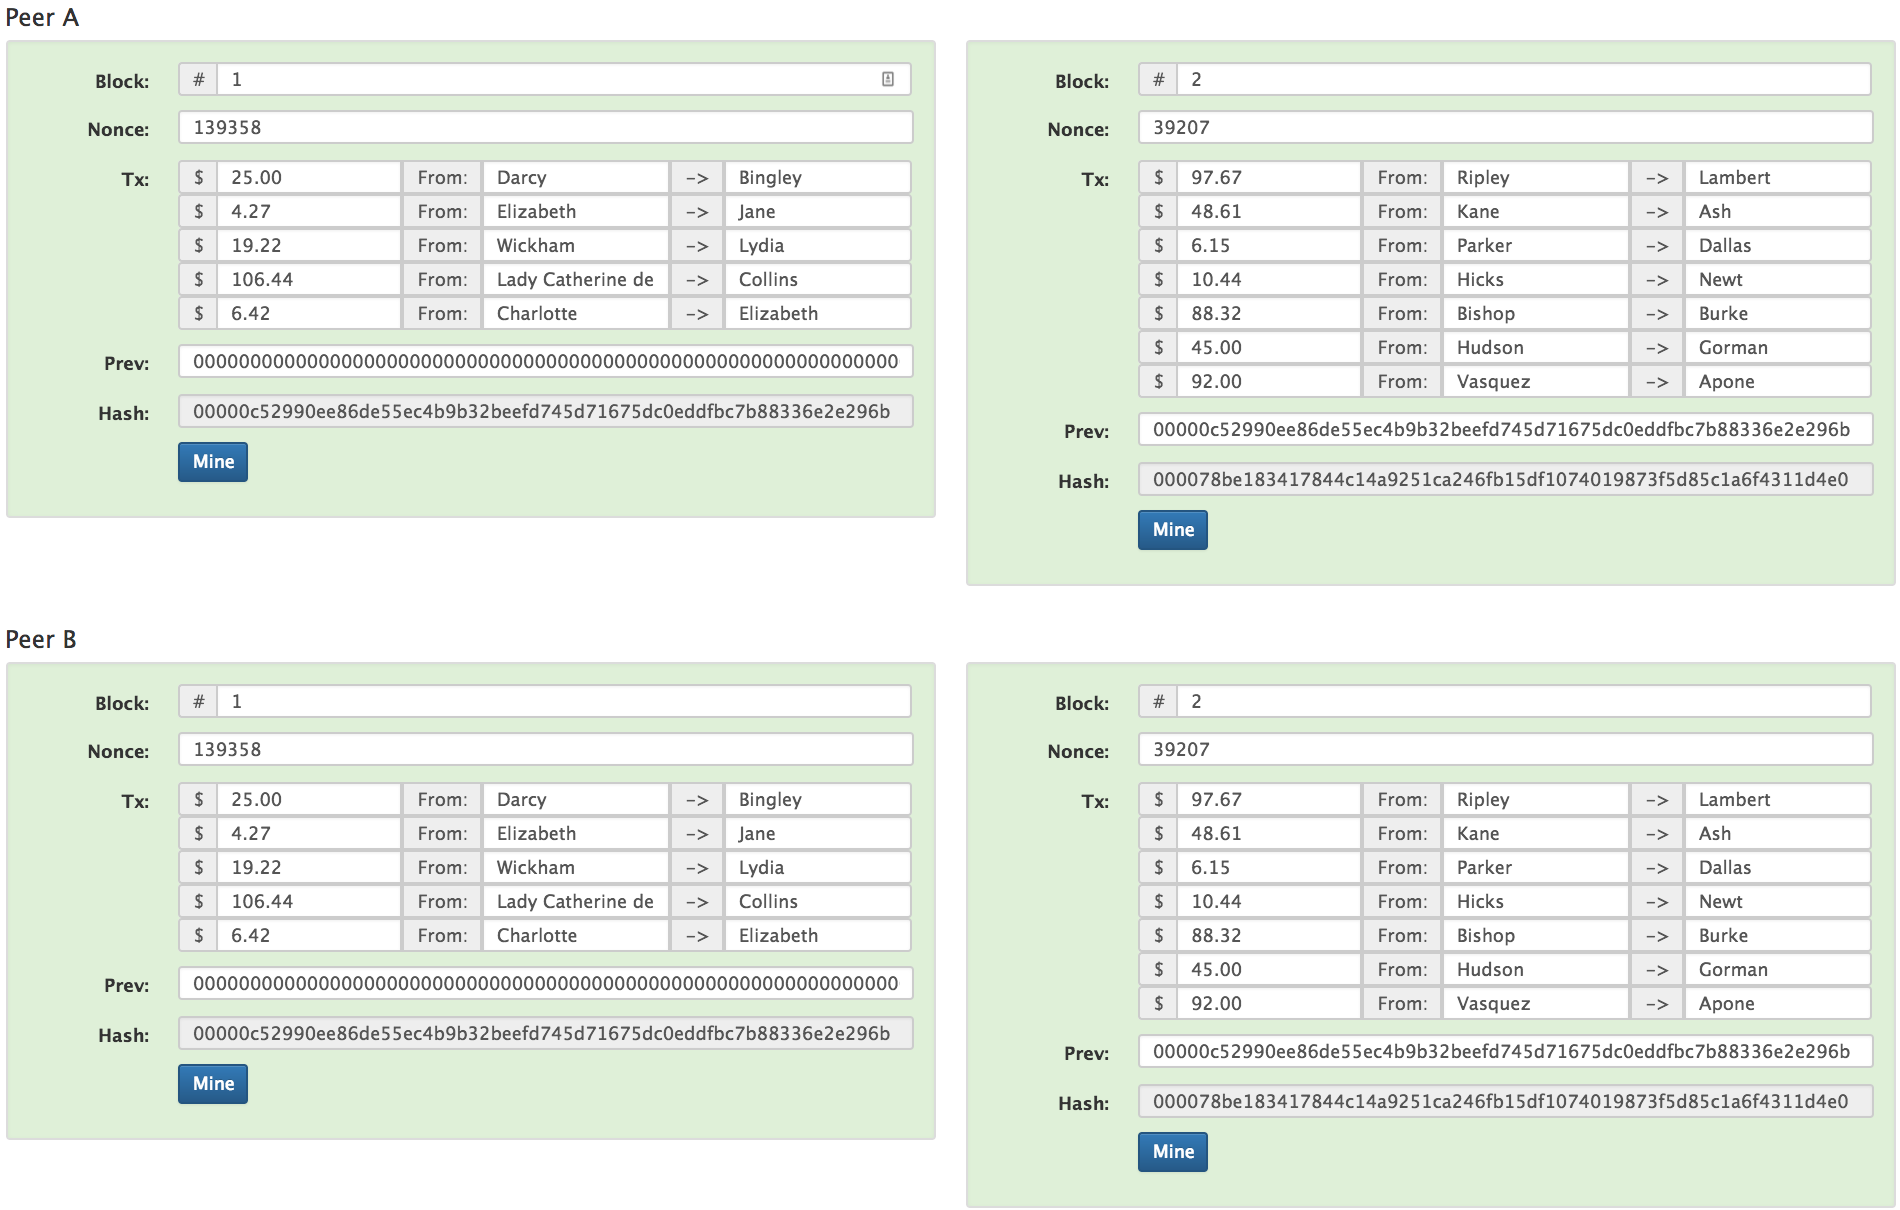 Peer A
Block: # 1
Nonce: 139358
Tx: $ 25.00 From: Darcy -> Bingley
$ 4.27 From: Elizabeth -> Jane
$ 19.22 From: Wickham -> Lydia
$ 106.44 From: Lady Catherine de -> Collins
$ 6.42 From: Charlotte -> Elizabeth
Prev: 0000000000000000000000000000000000000000000000000000000000000
Hash: 00000c52990ee86de55ec4b9b32beefd745d71675dc0eddfbc7b88336e2e296b
Mine
Block: # 2
Nonce: 39207
Tx: $ 97.67 From: Ripley -> Lambert
$ 48.61 From: Kane -> Ash
$ 6.15 From: Parker -> Dallas
$ 10.44 From: Hicks -> Newt
$ 88.32 From: Bishop -> Burke
$ 45.00 From: Hudson -> Gorman
$ 92.00 From: Vasquez -> Apone
Prev: 00000c52990ee86de55ec4b9b32beefd745d71675dc0eddfbc7b88336e2e296b
Hash: 000078be183417844c14a9251ca246fb15df1074019873f5d85c1a6f4311d4e0
Mine
Peer B
Block: # 1
Nonce: 139358
Tx: $ 25.00 From: Darcy -> Bingley
$ 4.27 From: Elizabeth -> Jane
$ 19.22 From: Wickham -> Lydia
$ 106.44 From: Lady Catherine de -> Collins
$ 6.42 From: Charlotte -> Elizabeth
Prev: 0000000000000000000000000000000000000000000000000000000000000
Hash: 00000c52990ee86de55ec4b9b32beefd745d71675dc0eddfbc7b88336e2e296b
Mine
Block: # 2
Nonce: 39207
Tx: $ 97.67 From: Ripley -> Lambert
$ 48.61 From: Kane -> Ash
$ 6.15 From: Parker -> Dallas
$ 10.44 From: Hicks -> Newt
$ 88.32 From: Bishop -> Burke
$ 45.00 From: Hudson -> Gorman
$ 92.00 From: Vasquez -> Apone
Prev: 00000c52990ee86de55ec4b9b32beefd745d71675dc0eddfbc7b88336e2e296b
Hash: 000078be183417844c14a9251ca246fb15df1074019873f5d85c1a6f4311d4e0
Mine